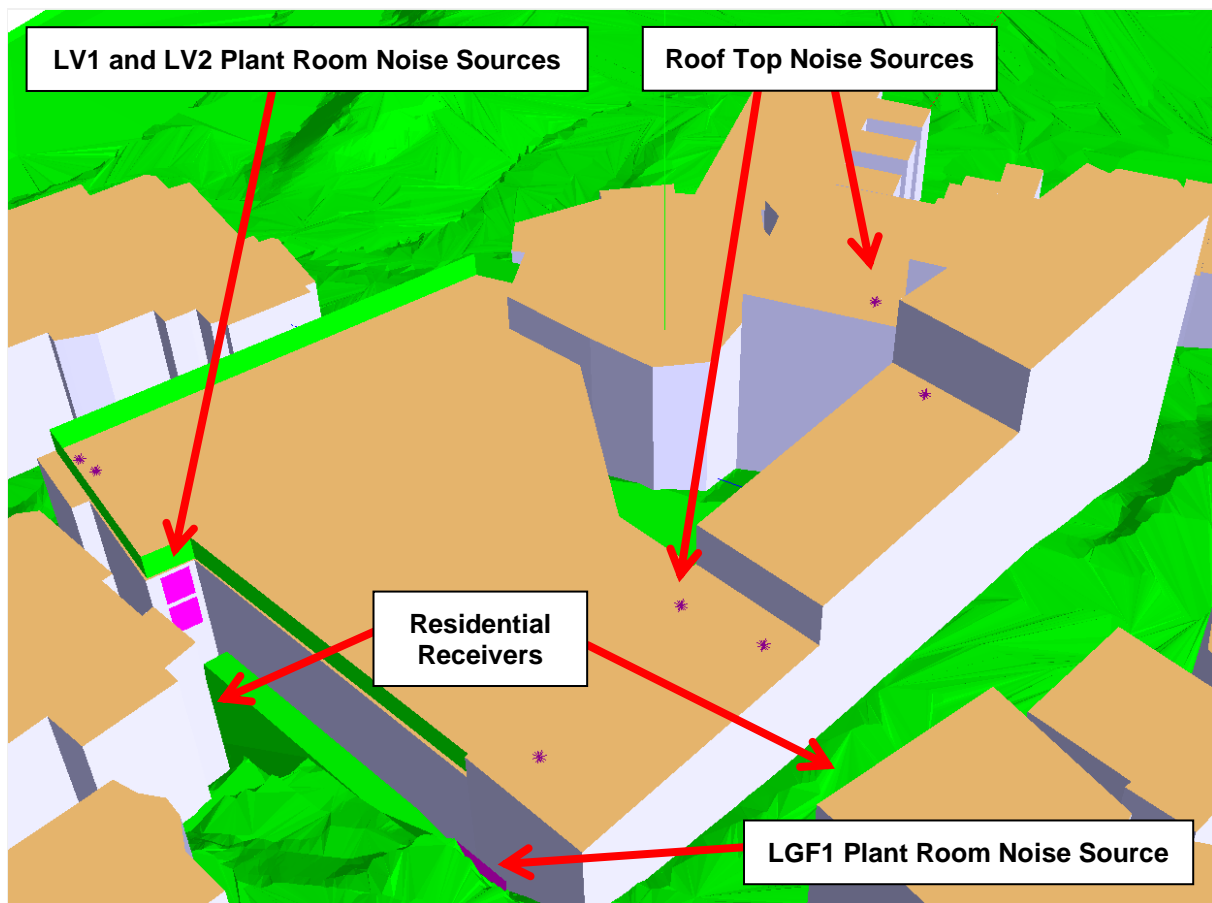 LV1 and LV2 Plant Room Noise Sources
Roof Top Noise Sources
Residential
Receivers
LGF1 Plant Room Noise Source